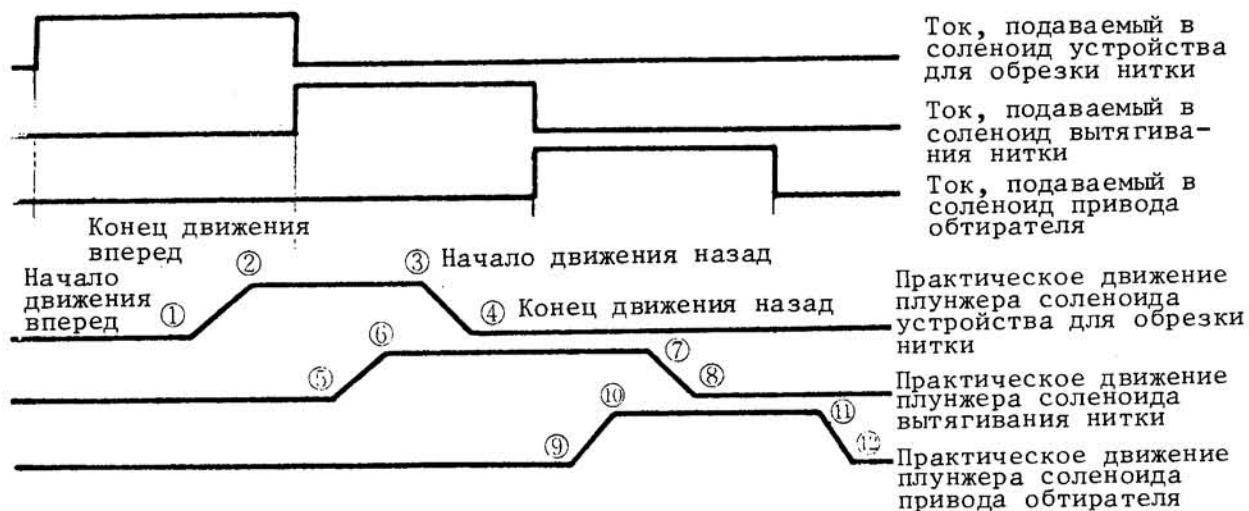 Ток, подаваемый в
соленоид устройства
для обрезки нитки
Ток, подаваемый в
соленоид вытягива-
ния нитки
Ток, подаваемый в
соленоид привода
обтирателя
Конец движения
вперед
Начало
движения
вперед
①
②
③ Начало движения назад
④ Конец движения назад
Практическое движение
плунжера соленоида
устройства для обрезки
нитки
⑤
⑥
⑦
⑧
Практическое движение
плунжера соленоида
вытягивания нитки
⑨
⑩
⑪
⑫
Практическое движение
плунжера соленоида
привода обтирателя